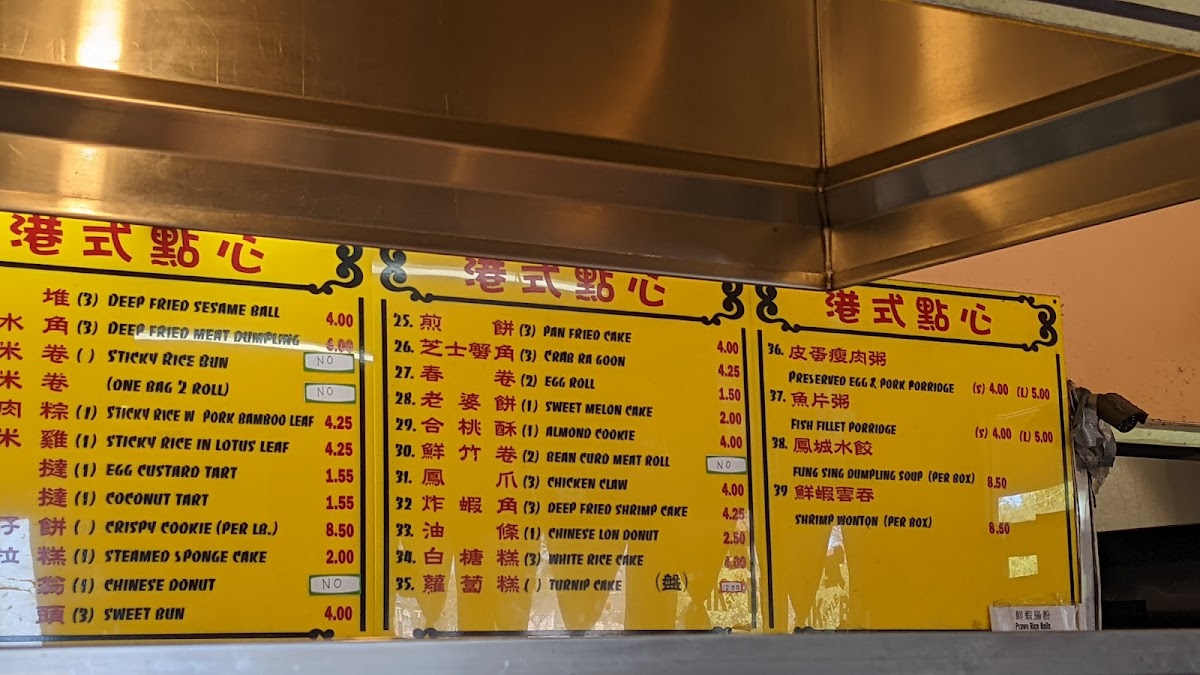 港式點心
堆 (3) DEEP FRIED SESAME BALL 4.00
水角 (3) DEEP FRIED MEAT DUMPLING 6.00
米卷 ( ) STICKY RICE BUN NO
米卷 (ONE BAG 2 ROLL) NO
肉粽 (1) STICKY RICE W PORK BAMBOO LEAF 4.25
米雞 (1) STICKY RICE IN LOTUS LEAF 4.25
撻 (1) EGG CUSTARD TART 1.55
撻 (1) COCONUT TART 1.55
仔餅 ( ) CRISPY COOKIE (PER LB.) 8.50
拉糕 (1) STEAMED SPONGE CAKE 2.00
翁 (1) CHINESE DONUT NO
頭 (3) SWEET BUN 4.00
港式點心
25. 煎餅 (3) PAN FRIED CAKE 4.00
26. 芝士蟹角 (3) CRAB RA GOON 4.25
27. 春卷 (2) EGG ROLL 1.50
28. 老婆餅 (1) SWEET MELON CAKE 2.00
29. 合桃酥 (1) ALMOND COOKIE 4.00
30. 鮮竹卷 (2) BEAN CURD MEAT ROLL NO
31. 鳳爪 (3) CHICKEN CLAW 4.00
32 炸蝦角 (3) DEEP FRIED SHRIMP CAKE 4.25
33. 油條 (1) CHINESE LON DONUT 2.50
34. 白糖糕 (3) WHITE RICE CAKE 4.00
35. 蘿蔔糕 ( ) TURNIP CAKE (盤)
港式點心
36. 皮蛋瘦肉粥
PRESERVED EGG & PORK PORRIDGE (S) 4.00 (L) 5.00
37. 魚片粥
FISH FILLET PORRIDGE (S) 4.00 (L) 5.00
38. 鳳城水餃
FUNG SING DUMPLING SOUP (PER BOX) 8.50
39 鮮蝦雲吞
SHRIMP WONTON (PER BOX) 8.50
鮮蝦腸粉
Prawn Rice Rolls